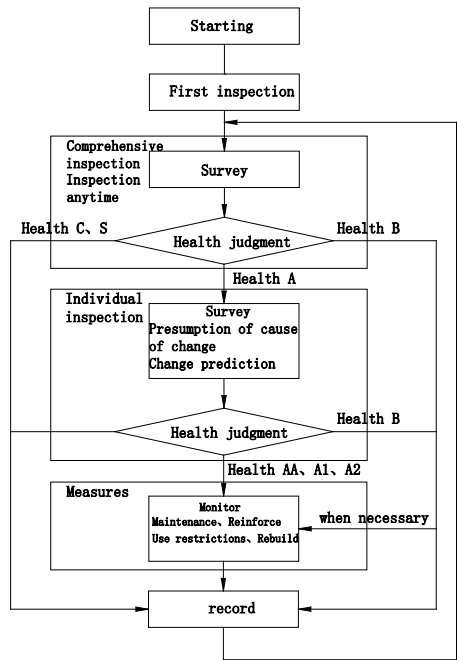 Starting
First inspection
Comprehensive
inspection
Inspection
anytime
Survey
Health C、S
Health judgment
Health B
Health A
Individual
inspection
Survey
Presumption of cause
of change
Change prediction
Health judgment
Health B
Health AA、A1、A2
Measures
Monitor
Maintenance、Reinforce
Use restrictions、Rebuild
when necessary
record